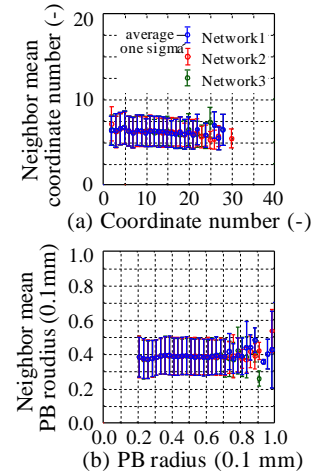 20
15
10
5
0
Neighbor mean
coordinate number (-)
average
one sigma
Network1
Network2
Network3
0 10 20 30 40
(a) Coordinate number (-)
1.0
0.8
0.6
0.4
0.2
0.0
Neighbor mean
PB roudius (0.1mm)
0.0 0.2 0.4 0.6 0.8 1.0
(b) PB radius (0.1 mm)